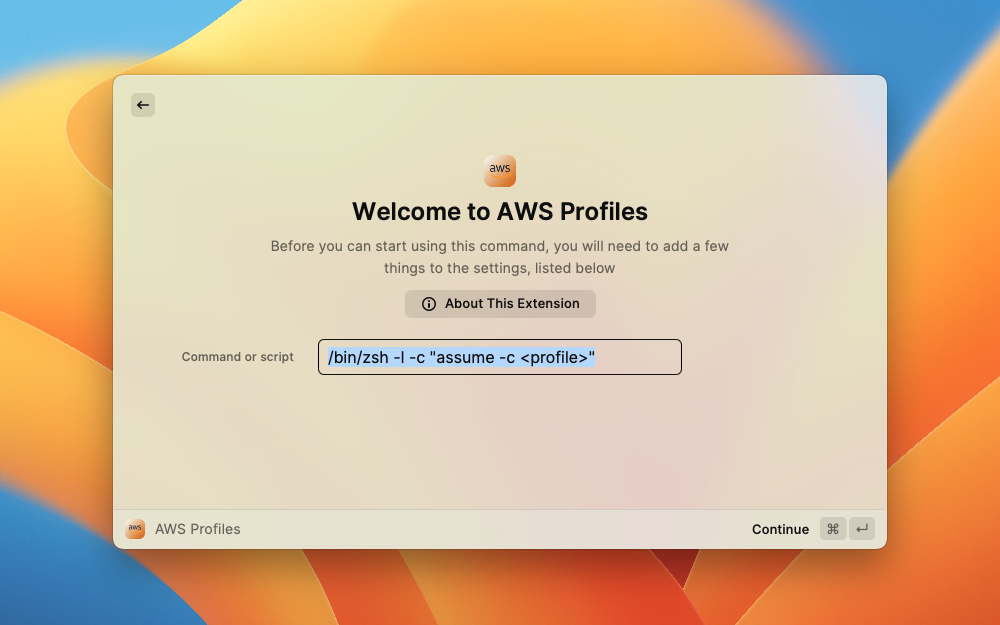 aws
Welcome to AWS Profiles
Before you can start using this command, you will need to add a few
things to the settings, listed below
About This Extension
Command or script
/bin/zsh -l -c "assume -c <profile>"
aws
AWS Profiles
Continue ⌘ ↵